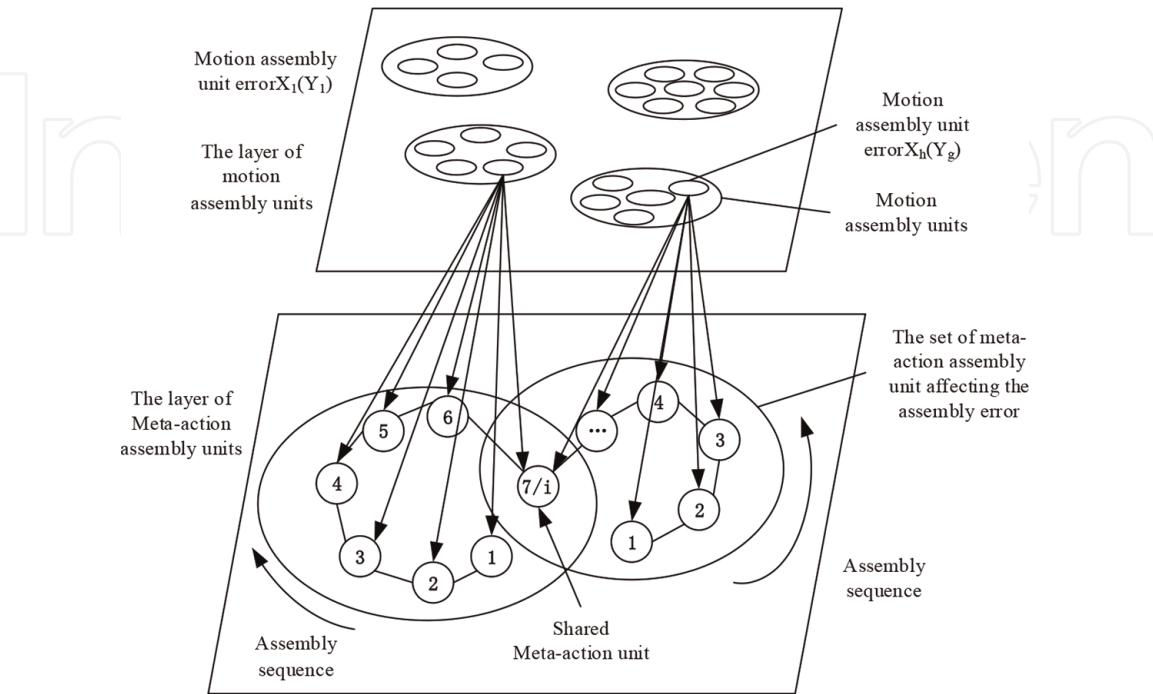 Motion assembly
unit errorX₁(Y₁)
The layer of
motion
assembly units
Motion
assembly unit
errorXₕ(Y_g)
Motion
assembly units
The layer of
Meta-action
assembly units
The set of meta-
action assembly
unit affecting the
assembly error
5
6
4
3
2
1
7/i
...
4
3
2
1
Assembly
sequence
Shared
Meta-action unit
Assembly
sequence